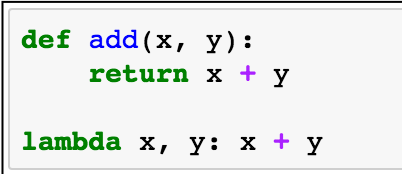 def add(x, y):
    return x + y

lambda x, y: x + y